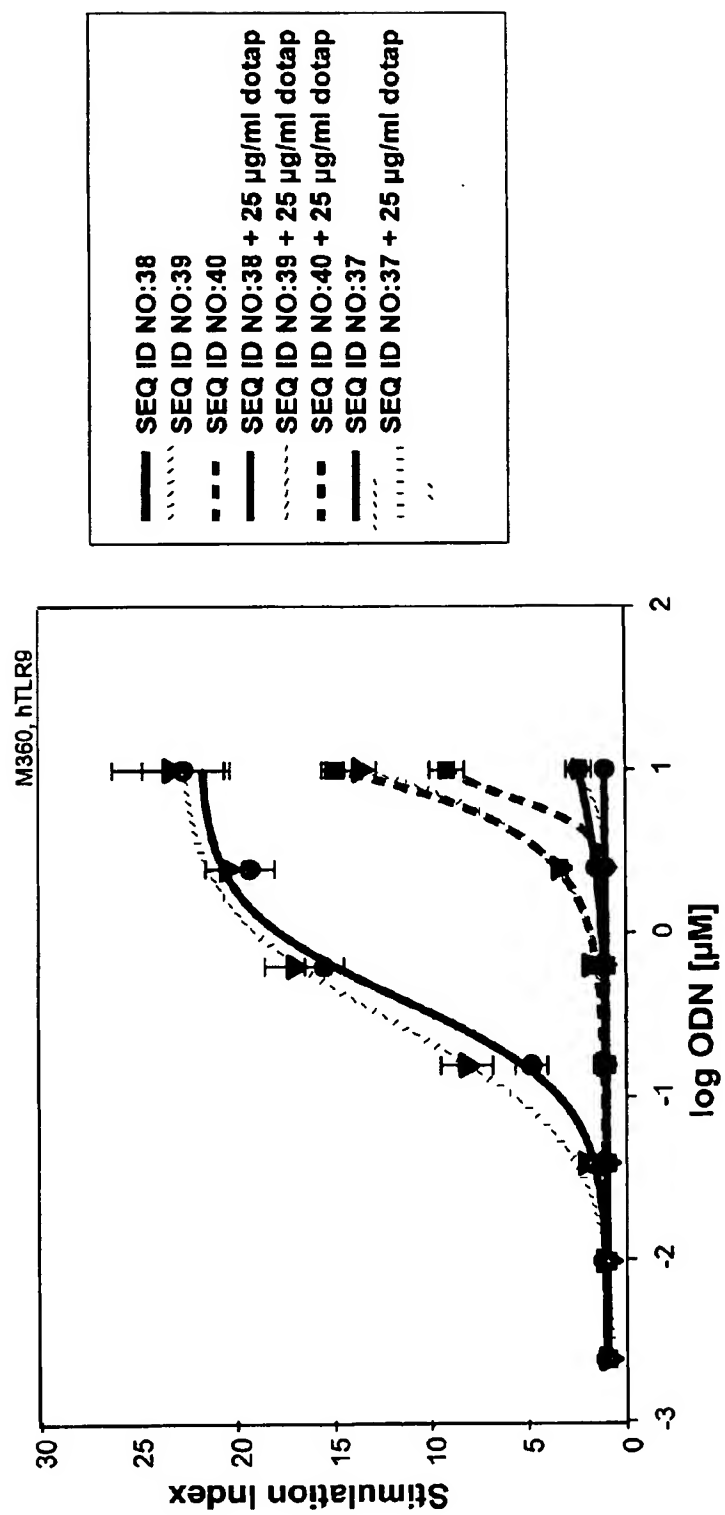 M360, hTLR9
Stimulation Index
30
25
20
15
10
5
0
-3
-2
-1
0
1
2
log ODN [µM]
SEQ ID NO:38
SEQ ID NO:39
SEQ ID NO:40
SEQ ID NO:38 + 25 µg/ml dotap
SEQ ID NO:39 + 25 µg/ml dotap
SEQ ID NO:40 + 25 µg/ml dotap
SEQ ID NO:37
SEQ ID NO:37 + 25 µg/ml dotap